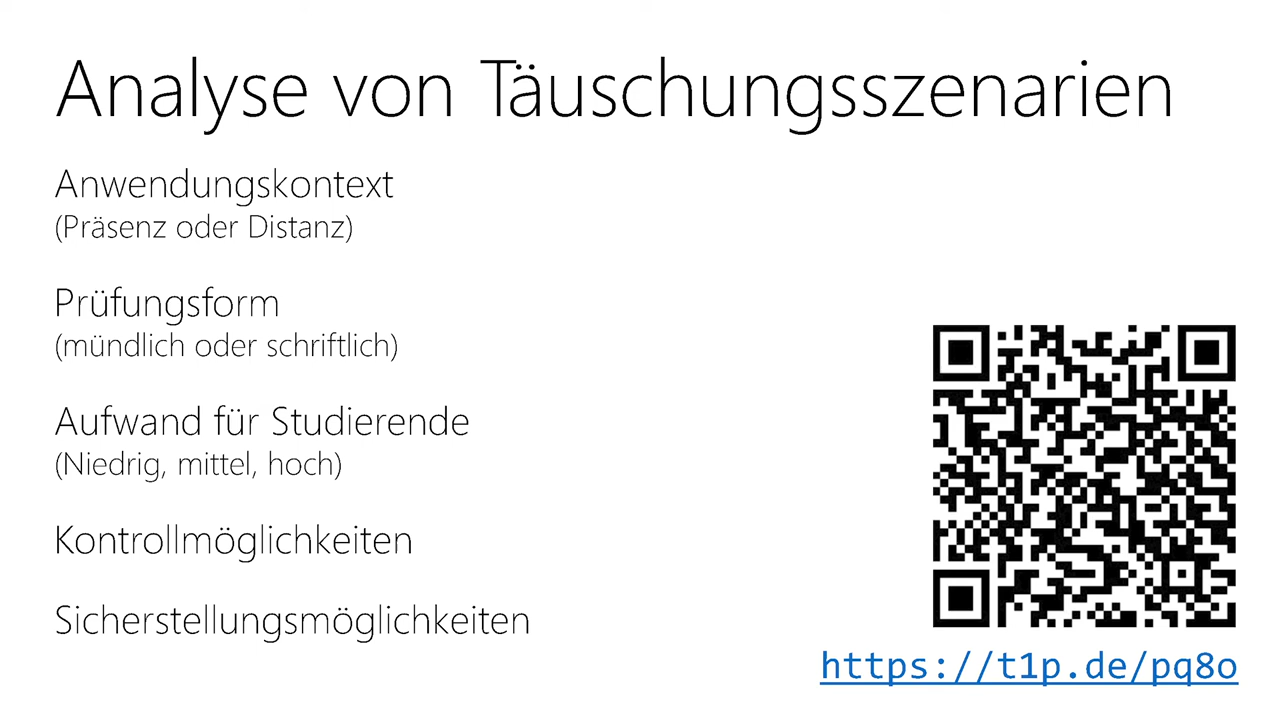 Analyse von Täuschungsszenarien
Anwendungskontext
(Präsenz oder Distanz)
Prüfungsform
(mündlich oder schriftlich)
Aufwand für Studierende
(Niedrig, mittel, hoch)
Kontrollmöglichkeiten
Sicherstellungsmöglichkeiten
https://t1p.de/pq8o